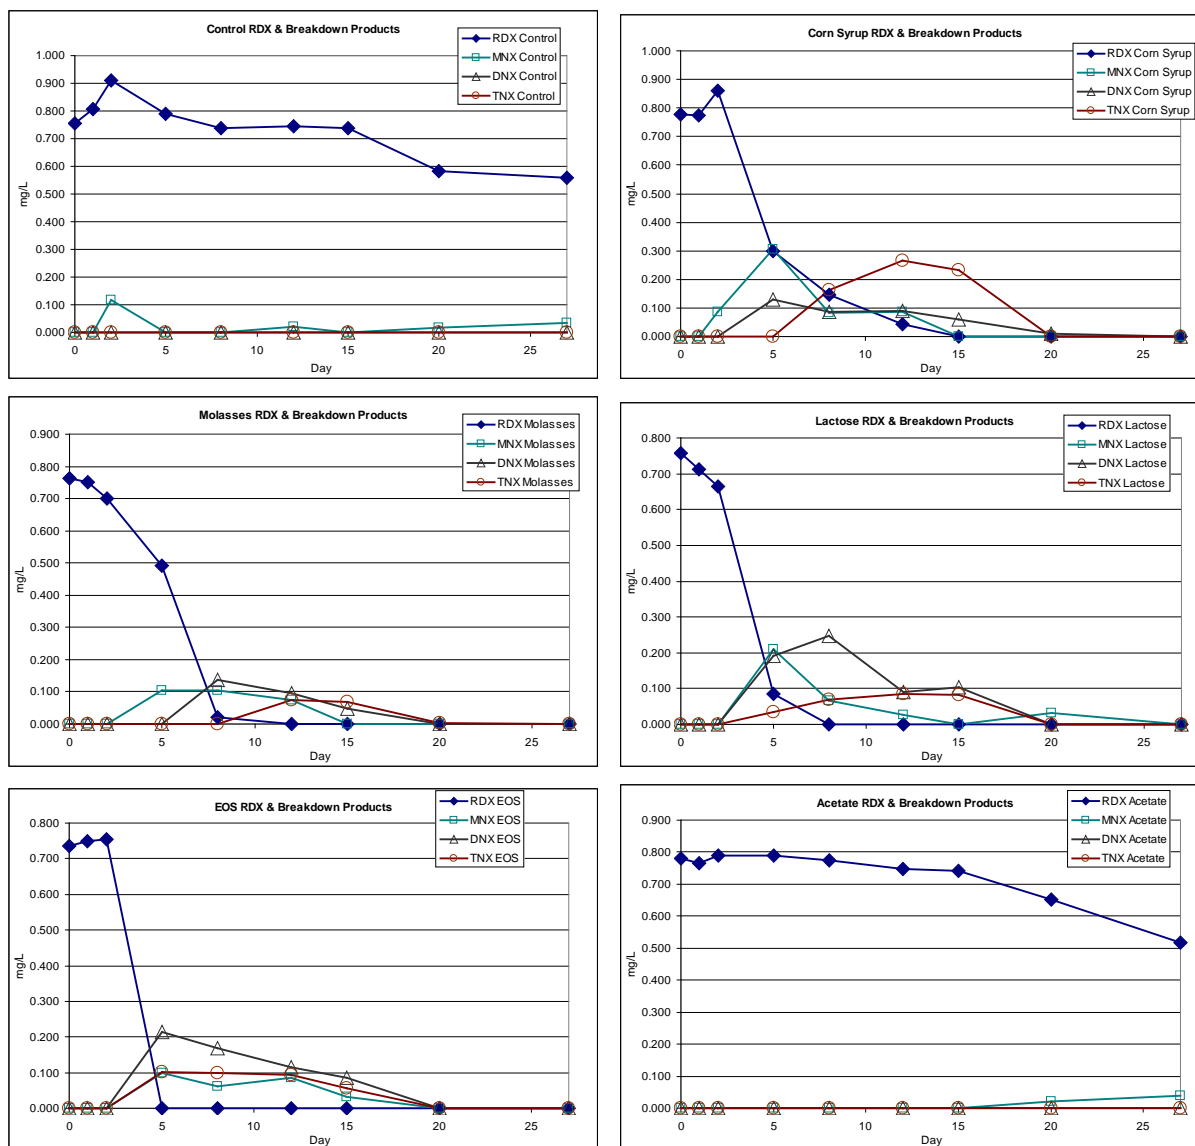 Control RDX & Breakdown Products
RDX Control
MNX Control
DNX Control
TNX Control
1.000
0.900
0.800
0.700
0.600
0.500
0.400
0.300
0.200
0.100
0.000
mg/L
0 5 10 15 20 25
Day
Corn Syrup RDX & Breakdown Products
RDX Corn Syrup
MNX Corn Syrup
DNX Corn Syrup
TNX Corn Syrup
1.000
0.900
0.800
0.700
0.600
0.500
0.400
0.300
0.200
0.100
0.000
mg/L
0 5 10 15 20 25
Day
Molasses RDX & Breakdown Products
RDX Molasses
MNX Molasses
DNX Molasses
TNX Molasses
0.900
0.800
0.700
0.600
0.500
0.400
0.300
0.200
0.100
0.000
mg/L
0 5 10 15 20 25
Day
Lactose RDX & Breakdown Products
RDX Lactose
MNX Lactose
DNX Lactose
TNX Lactose
0.800
0.700
0.600
0.500
0.400
0.300
0.200
0.100
0.000
mg/L
0 5 10 15 20 25
Day
EOS RDX & Breakdown Products
RDX EOS
MNX EOS
DNX EOS
TNX EOS
0.800
0.700
0.600
0.500
0.400
0.300
0.200
0.100
0.000
mg/L
0 5 10 15 20 25
Day
Acetate RDX & Breakdown Products
RDX Acetate
MNX Acetate
DNX Acetate
TNX Acetate
0.900
0.800
0.700
0.600
0.500
0.400
0.300
0.200
0.100
0.000
mg/L
0 5 10 15 20 25
Day